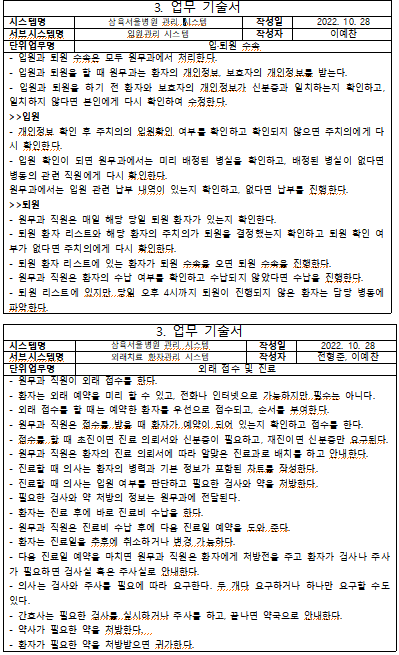 3. 업무 기술서
시스템명 삼육서울병원 관리 시스템 작성일 2022. 10. 28
서브시스템명 입원관리 시스템 작성자 이예찬
단위업무명 입·퇴원 수속
- 입원과 퇴원 수속은 모두 원무과에서 처리한다.
- 입원과 퇴원을 할 때 원무과는 환자의 개인정보, 보호자의 개인정보를 받는다.
- 입원과 퇴원을 하기 전 환자와 보호자의 개인정보가 신분증과 일치하는지 확인하고,
일치하지 않다면 본인에게 다시 확인하여 수정한다.
>>입원
- 개인정보 확인 후 주치의의 입원확인 여부를 확인하고 확인되지 않으면 주치의에게 다
시 확인한다.
- 입원 확인이 되면 원무과에서는 미리 배정된 병실을 확인하고, 배정된 병실이 없다면
병동의 관련 직원에게 다시 확인한다.
원무과에서는 입원 관련 납부 내역이 있는지 확인하고, 없다면 납부를 진행한다.
>>퇴원
- 원무과 직원은 매일 해당 당일 퇴원 환자가 있는지 확인한다.
- 퇴원 환자 리스트와 해당 환자의 주치의가 퇴원을 결정했는지 확인하고 퇴원 확인 여
부가 없다면 주치의에게 다시 확인한다.
- 퇴원 환자 리스트에 있는 환자가 퇴원 수속을 오면 퇴원 수속을 진행한다.
- 원무과 직원은 환자의 수납 여부를 확인하고 수납되지 않았다면 수납을 진행한다.
- 퇴원 리스트에 있지만 당일 오후 4시까지 퇴원이 진행되지 않은 환자는 담당 병동에
파악한다.
3. 업무 기술서
시스템명 삼육서울병원 관리 시스템 작성일 2022. 10. 28
서브시스템명 외래치료 환자관리 시스템 작성자 전형준, 이예찬
단위업무명 외래 접수 및 진료
- 원무과 직원이 외래 접수를 한다.
- 환자는 외래 예약을 미리 할 수 있고, 전화나 인터넷으로 가능하지만 필수는 아니다.
- 외래 접수를 할 때는 예약한 환자를 우선으로 접수되고, 순서를 부여한다.
- 원무과 직원은 접수를 받을 때 환자가 예약이 되어 있는지 확인하고 접수를 한다.
- 접수를 할 때 초진이면 진료 의뢰서와 신분증이 필요하고, 재진이면 신분증만 요구된다.
- 원무과 직원은 환자의 진료 의뢰서에 따라 알맞은 진료과로 배치를 하고 안내한다.
- 진료할 때 의사는 환자의 병력과 기본 정보가 포함된 차트를 작성한다.
- 진료할 때 의사는 입원 여부를 판단하고 필요한 검사와 약을 처방한다.
- 필요한 검사와 약 처방의 정보는 원무과에 전달된다.
- 환자는 진료 후에 바로 진료비 수납을 한다.
- 원무과 직원은 진료비 수납 후에 다음 진료일 예약을 도와 준다.
- 환자는 진료일을 추후에 취소하거나 변경 가능하다.
- 다음 진료일 예약을 마치면 원무과 직원은 환자에게 처방전을 주고 환자가 검사나 주사
가 필요하면 검사실 혹은 주사실로 안내한다.
- 의사는 검사와 주사를 필요에 따라 요구한다. 두 개다 요구하거나 하나만 요구할 수도
있다.
- 간호사는 필요한 검사를 실시하거나 주사를 하고, 끝나면 약국으로 안내한다.
- 약사가 필요한 약을 처방한다.
- 환자가 필요한 약을 처방받으면 귀가한다.